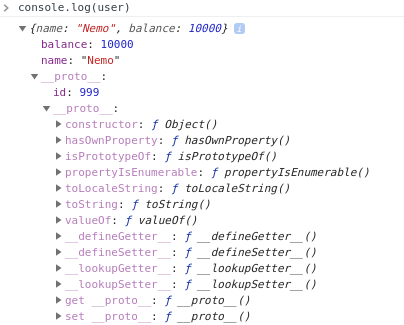 console.log(user)
{name: "Nemo", balance: 10000} i
balance: 10000
name: "Nemo"
__proto__:
id: 999
__proto__:
constructor: ƒ Object()
hasOwnProperty: ƒ hasOwnProperty()
isPrototypeOf: ƒ isPrototypeOf()
propertyIsEnumerable: ƒ propertyIsEnumerable()
toLocaleString: ƒ toLocaleString()
toString: ƒ toString()
valueOf: ƒ valueOf()
__defineGetter__: ƒ __defineGetter__()
__defineSetter__: ƒ __defineSetter__()
__lookupGetter__: ƒ __lookupGetter__()
__lookupSetter__: ƒ __lookupSetter__()
get __proto__: ƒ __proto__()
set __proto__: ƒ __proto__()